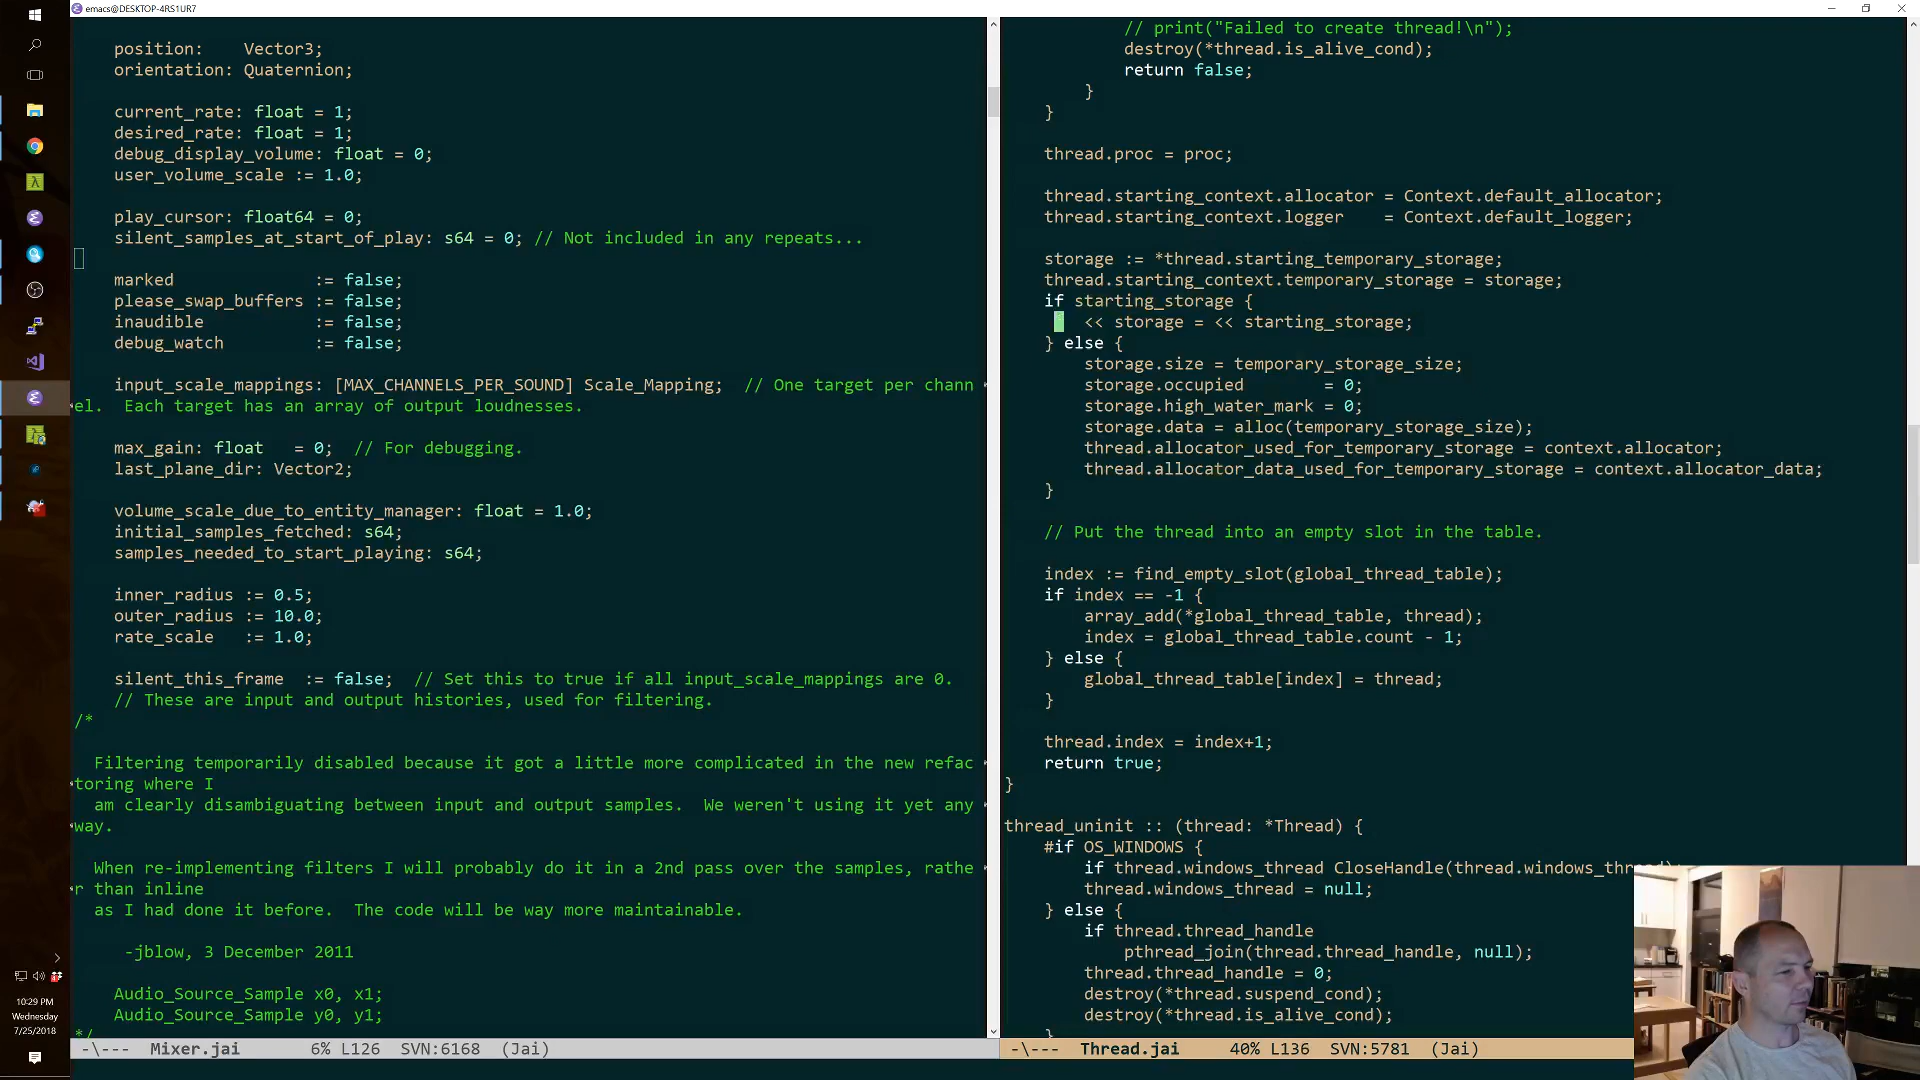 emacs@DESKTOP-4RS1UR7
position:    Vector3;
orientation: Quaternion;
current_rate: float = 1;
desired_rate: float = 1;
debug_display_volume: float = 0;
user_volume_scale := 1.0;
play_cursor: float64 = 0;
silent_samples_at_start_of_play: s64 = 0; // Not included in any repeats...
marked              := false;
please_swap_buffers := false;
inaudible           := false;
debug_watch         := false;
input_scale_mappings: [MAX_CHANNELS_PER_SOUND] Scale_Mapping;  // One target per chann
el.  Each target has an array of output loudnesses.
max_gain: float   = 0;  // For debugging.
last_plane_dir: Vector2;
volume_scale_due_to_entity_manager: float = 1.0;
initial_samples_fetched: s64;
samples_needed_to_start_playing: s64;
inner_radius := 0.5;
outer_radius := 10.0;
rate_scale   := 1.0;
silent_this_frame  := false;  // Set this to true if all input_scale_mappings are 0.
// These are input and output histories, used for filtering.
/*
Filtering temporarily disabled because it got a little more complicated in the new refac
toring where I
am clearly disambiguating between input and output samples.  We weren't using it yet any
way.
When re-implementing filters I will probably do it in a 2nd pass over the samples, rathe
r than inline
as I had done it before.  The code will be way more maintainable.
-jblow, 3 December 2011
Audio_Source_Sample x0, x1;
Audio_Source_Sample y0, y1;
*/
-\---  Mixer.jai       6% L126  SVN:6168  (Jai)
// print("Failed to create thread!\n");
destroy(*thread.is_alive_cond);
return false;
}
}
thread.proc = proc;
thread.starting_context.allocator = Context.default_allocator;
thread.starting_context.logger    = Context.default_logger;
storage := *thread.starting_temporary_storage;
thread.starting_context.temporary_storage = storage;
if starting_storage {
<< storage = << starting_storage;
} else {
storage.size = temporary_storage_size;
storage.occupied        = 0;
storage.high_water_mark = 0;
storage.data = alloc(temporary_storage_size);
thread.allocator_used_for_temporary_storage = context.allocator;
thread.allocator_data_used_for_temporary_storage = context.allocator_data;
}
// Put the thread into an empty slot in the table.
index := find_empty_slot(global_thread_table);
if index == -1 {
array_add(*global_thread_table, thread);
index = global_thread_table.count - 1;
} else {
global_thread_table[index] = thread;
}
thread.index = index+1;
return true;
}
thread_uninit :: (thread: *Thread) {
#if OS_WINDOWS {
if thread.windows_thread CloseHandle(thread.windows_thread);
thread.windows_thread = null;
} else {
if thread.thread_handle
pthread_join(thread.thread_handle, null);
thread.thread_handle = 0;
destroy(*thread.suspend_cond);
destroy(*thread.is_alive_cond);
}
-\---  Thread.jai     40% L136  SVN:5781  (Jai)
10:29 PM
Wednesday
7/25/2018